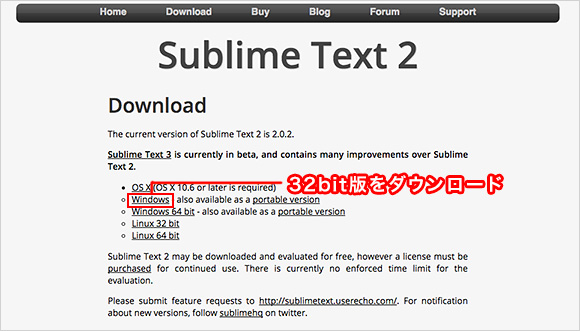 Home Download Buy Blog Forum Support
Sublime Text 2
Download
The current version of Sublime Text 2 is 2.0.2.
Sublime Text 3 is currently in beta, and contains many improvements over Sublime
Text 2.
OS X (OS X 10.6 or later is required)
32bit版をダウンロード
Windows - also available as a portable version
Windows 64 bit - also available as a portable version
Linux 32 bit
Linux 64 bit
Sublime Text 2 may be downloaded and evaluated for free, however a license must be
purchased for continued use. There is currently no enforced time limit for the
evaluation.
Please submit feature requests to http://sublimetext.userecho.com/. For notification
about new versions, follow sublimehq on twitter.